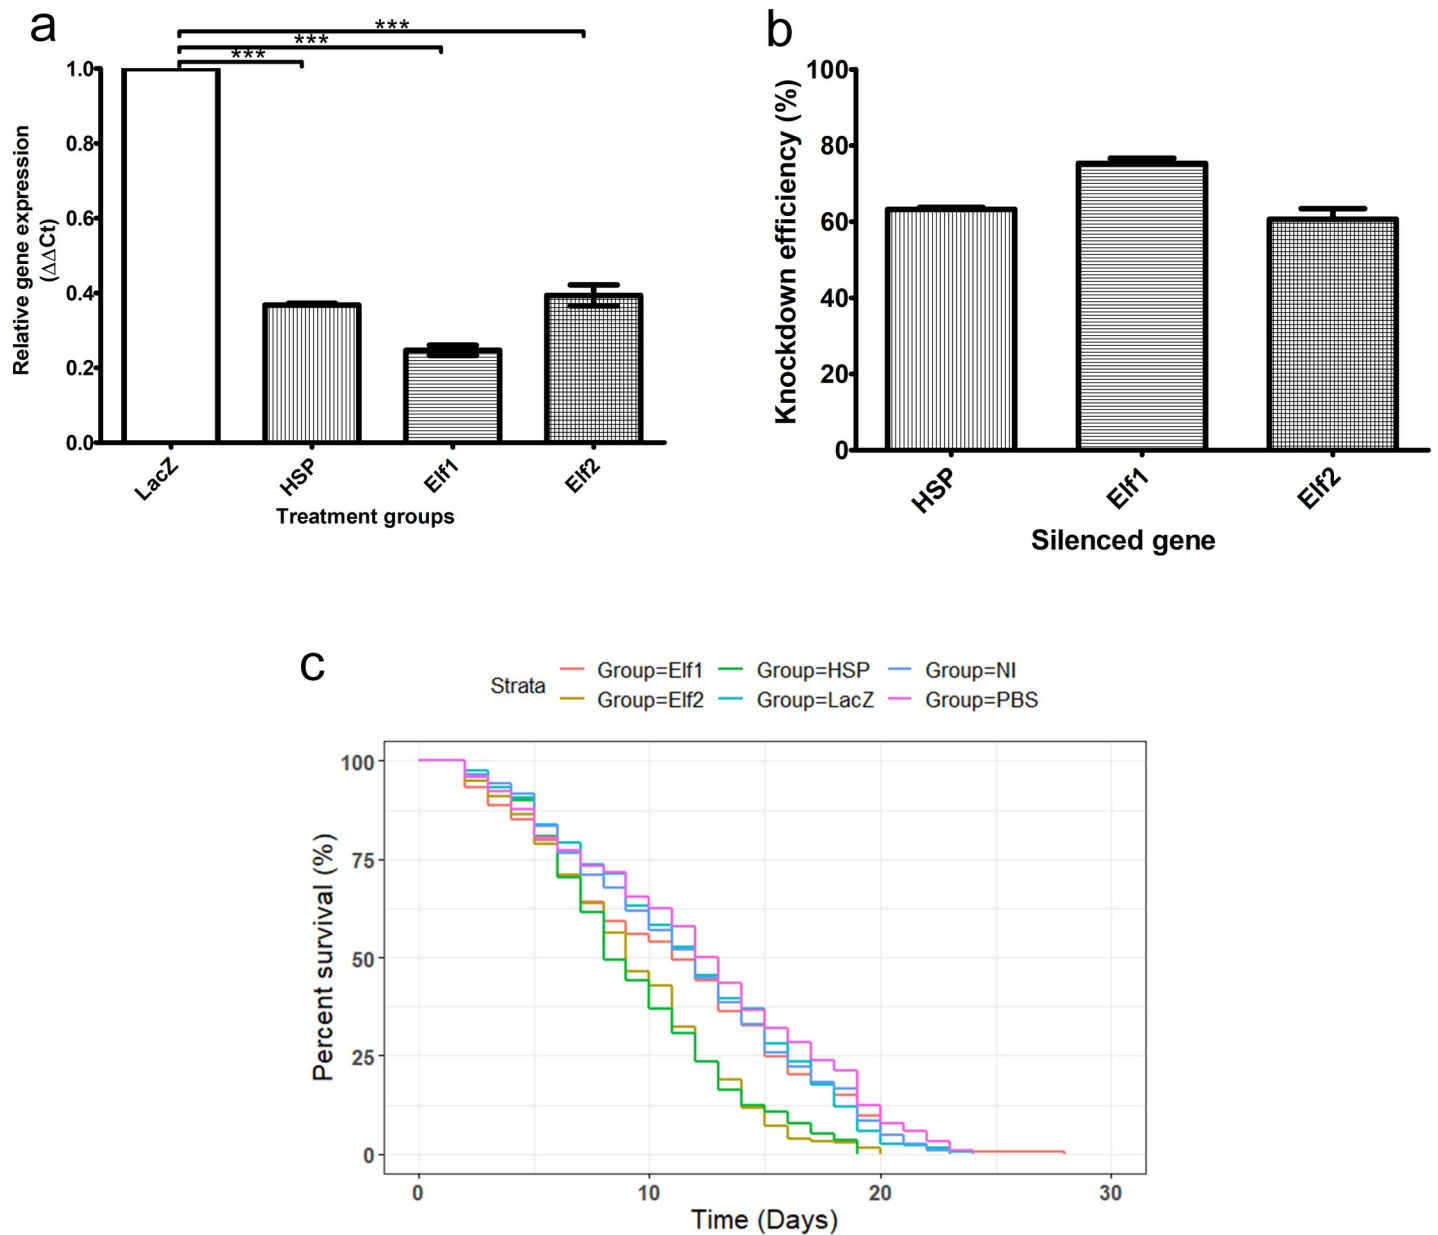 a
***
***
***
1.0
0.8
0.6
0.4
0.2
0.0
Relative gene expression
(ΔΔCt)
LacZ
HSP
Elf1
Elf2
Treatment groups
b
100
80
60
40
20
0
Knockdown efficiency (%)
HSP
Elf1
Elf2
Silenced gene
c
Strata
Group=Elf1
Group=HSP
Group=NI
Group=Elf2
Group=LacZ
Group=PBS
100
75
50
25
0
Percent survival (%)
0
10
20
30
Time (Days)